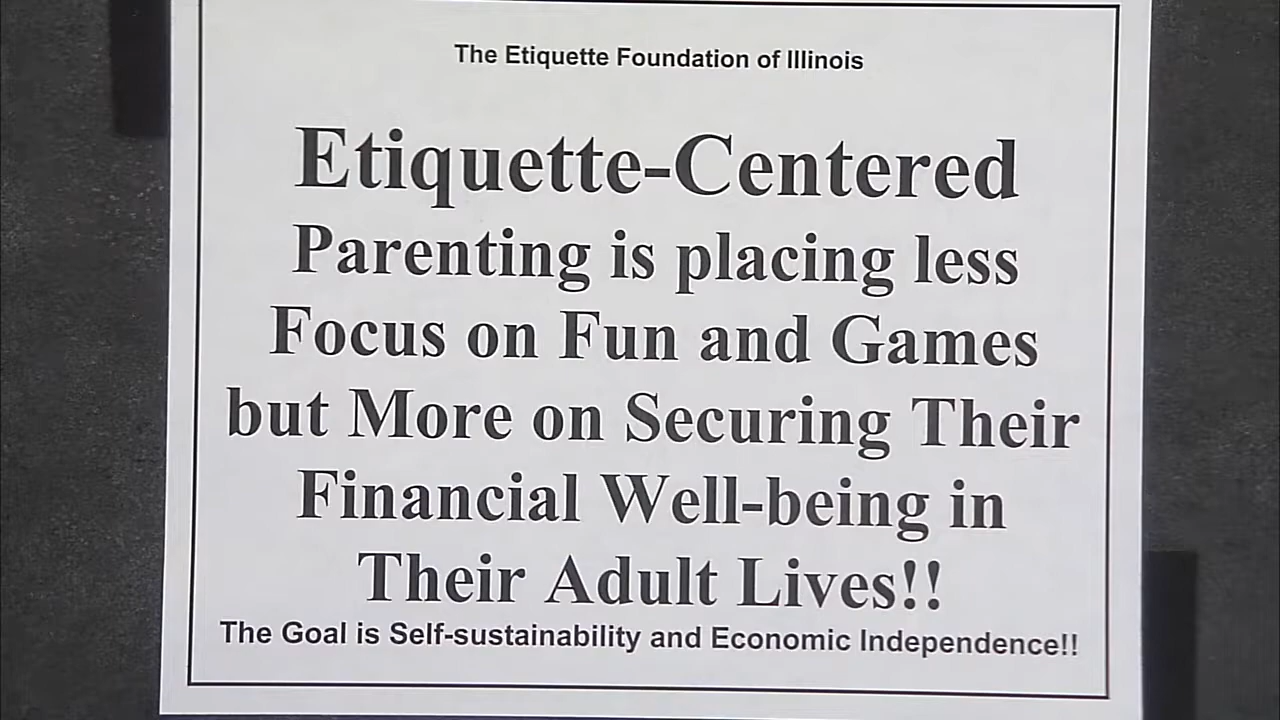 The Etiquette Foundation of Illinois
Etiquette-Centered
Parenting is placing less
Focus on Fun and Games
but More on Securing Their
Financial Well-being in
Their Adult Lives!!
The Goal is Self-sustainability and Economic Independence!!